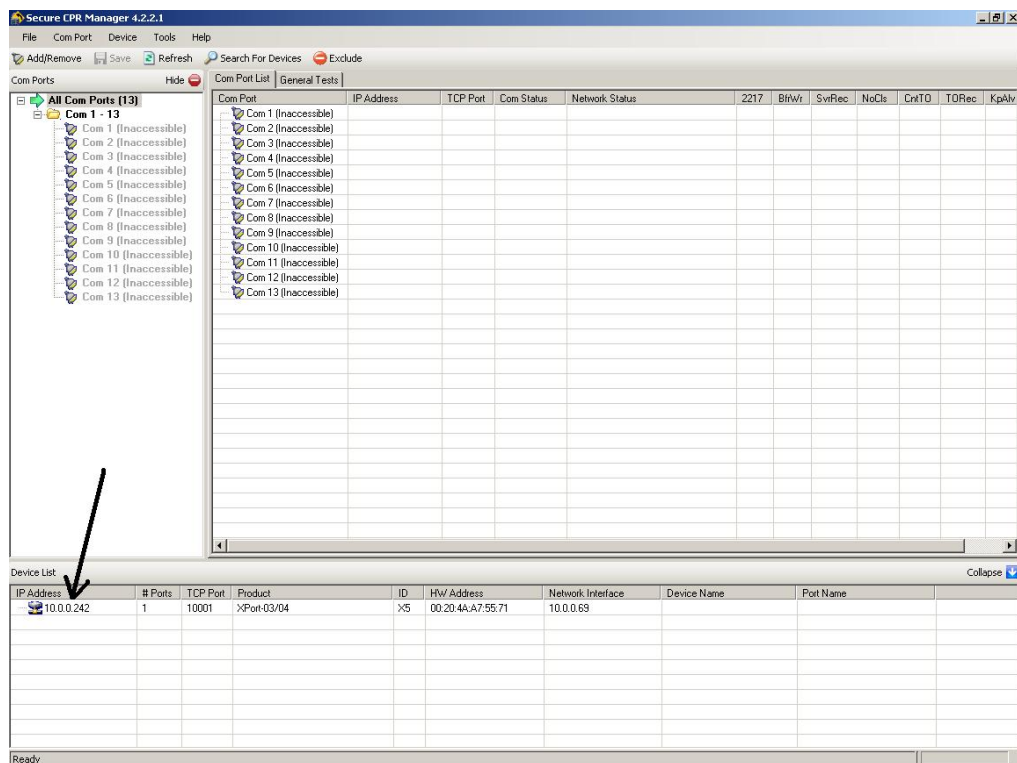 Secure CPR Manager 4.2.2.1
File Com Port Device Tools Help
Add/Remove Save Refresh Search For Devices Exclude
Com Ports Hide
All Com Ports (13)
Com 1 - 13
Com 1 (Inaccessible)
Com 2 (Inaccessible)
Com 3 (Inaccessible)
Com 4 (Inaccessible)
Com 5 (Inaccessible)
Com 6 (Inaccessible)
Com 7 (Inaccessible)
Com 8 (Inaccessible)
Com 9 (Inaccessible)
Com 10 (Inaccessible)
Com 11 (Inaccessible)
Com 12 (Inaccessible)
Com 13 (Inaccessible)
Com Port List General Tests
Com Port IP Address TCP Port Com Status Network Status 2217 BfrWr SvrRec NoCls CntTO TORec KpAlv
Com 1 (Inaccessible)
Com 2 (Inaccessible)
Com 3 (Inaccessible)
Com 4 (Inaccessible)
Com 5 (Inaccessible)
Com 6 (Inaccessible)
Com 7 (Inaccessible)
Com 8 (Inaccessible)
Com 9 (Inaccessible)
Com 10 (Inaccessible)
Com 11 (Inaccessible)
Com 12 (Inaccessible)
Com 13 (Inaccessible)
Device List Collapse
IP Address # Ports TCP Port Product ID HW Address Network Interface Device Name Port Name
10.0.0.242 1 10001 XPort-03/04 X5 00:20:4A:A7:55:71 10.0.0.69
Ready